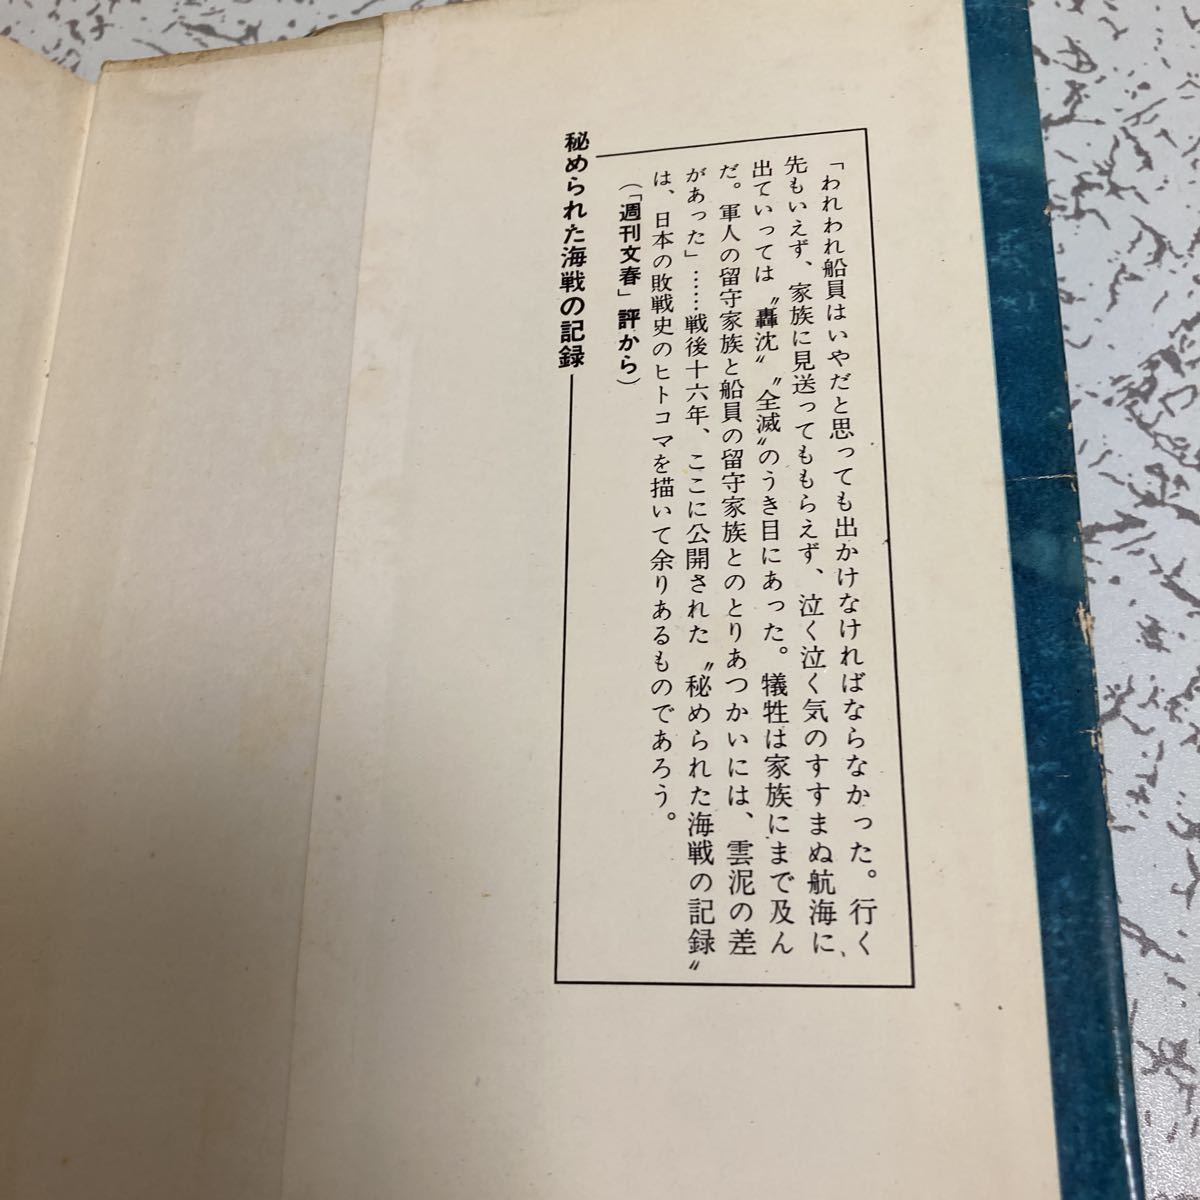 「われわれ船員はいやだと思っても出かけなければならなかった。行く
先もいえず、家族に見送ってももらえず、泣く泣く気のすすまぬ航海に、
出ていっては〝轟沈〟〝全滅〟のうき目にあった。犠牲は家族にまで及ん
だ。軍人の留守家族と船員の留守家族とのとりあつかいには、雲泥の差
があった」……戦後十六年、ここに公開された〝秘められた海戦の記録〟
は、日本の敗戦史のヒトコマを描いて余りあるものであろう。
（「週刊文春」評から）
秘められた海戦の記録